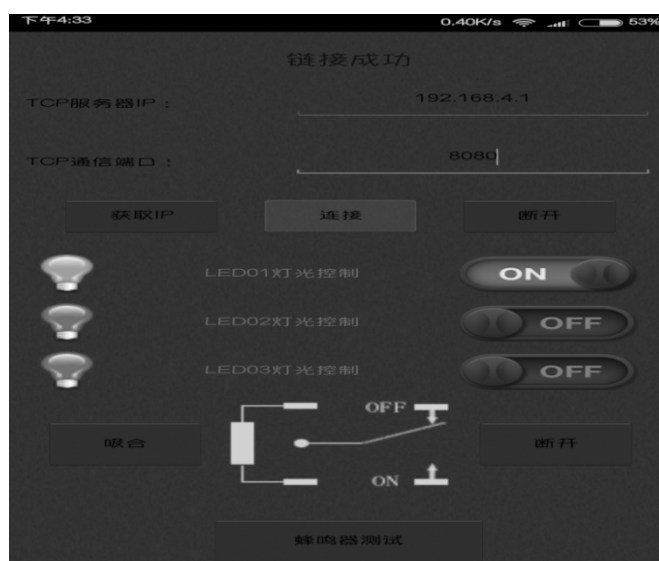 下午4:33 0.40K/s 53%
链接成功
TCP服务器IP： 192.168.4.1
TCP通信端口： 8080
获取IP 连接 断开
LED01灯光控制 ON
LED02灯光控制 OFF
LED03灯光控制 OFF
OFF
吸合 断开
ON
蜂鸣器测试